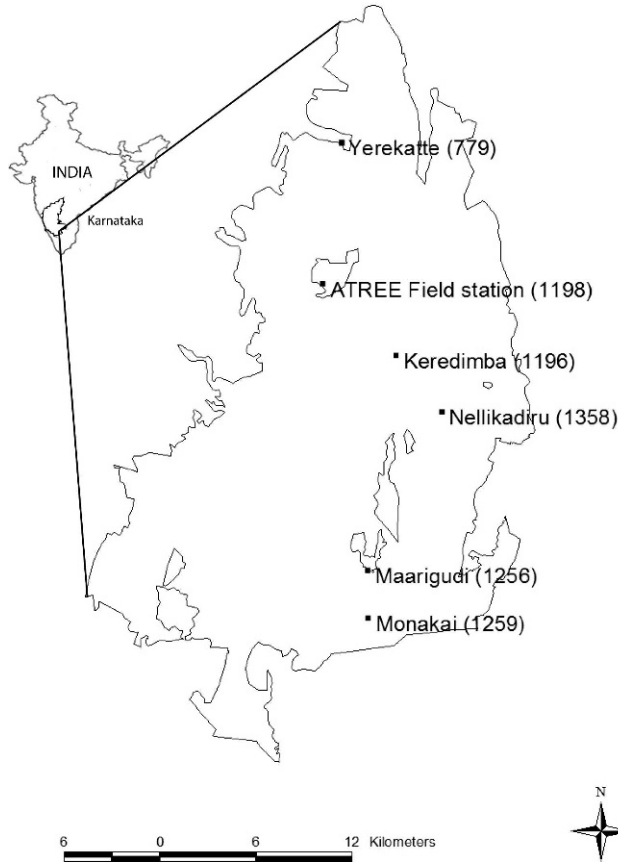 Yerekatte (779)
INDIA
Karnataka
ATREE Field station (1198)
Keredimba (1196)
Nellikadiru (1358)
Maarigudi (1256)
Monakai (1259)
N
6 0 6 12 Kilometers